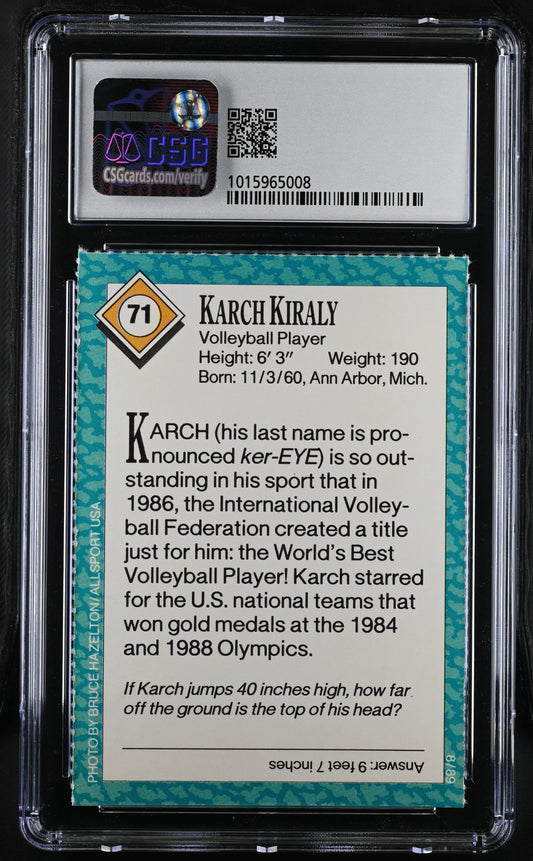 CSG
CSGcards.com/verify
1015965008
71
KARCH KIRALY
Volleyball Player
Height: 6′ 3″ Weight: 190
Born: 11/3/60, Ann Arbor, Mich.
KARCH (his last name is pro-
nounced ker-EYE) is so out-
standing in his sport that in
1986, the International Volley-
ball Federation created a title
just for him: the World's Best
Volleyball Player! Karch starred
for the U.S. national teams that
won gold medals at the 1984
and 1988 Olympics.
If Karch jumps 40 inches high, how far
off the ground is the top of his head?
Answer: 9 feet 7 inches
PHOTO BY BRUCE HAZELTON/ALLSPORT USA
8/89